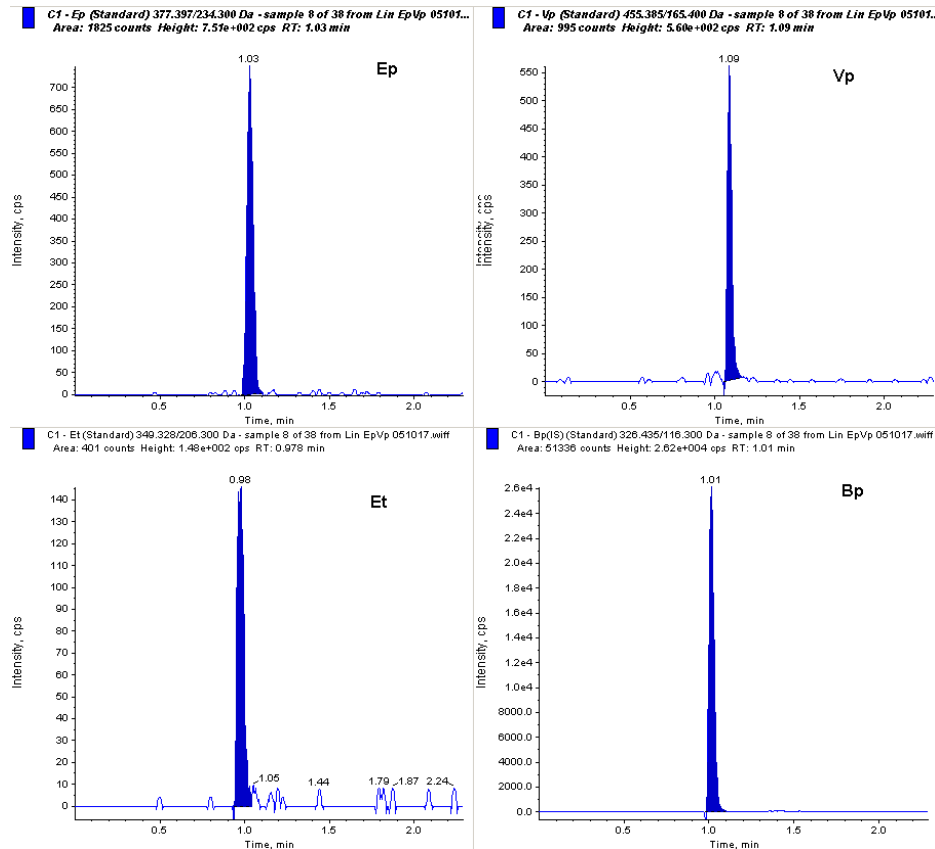 C1 - Ep (Standard) 377.397/234.300 Da - sample 8 of 38 from Lin EpVp 05101...
Area: 1825 counts Height: 7.51e+002 cps RT: 1.03 min
1.03
Ep
700
650
600
550
500
450
400
350
300
250
200
150
100
50
0
Intensity, cps
0.5
1.0
1.5
2.0
Time, min
C1 - Vp (Standard) 455.385/165.400 Da - sample 8 of 38 from Lin EpVp 05101...
Area: 995 counts Height: 5.60e+002 cps RT: 1.09 min
1.09
Vp
550
500
450
400
350
300
250
200
150
100
50
0
Intensity, cps
0.5
1.0
1.5
2.0
Time, min
C1 - Et (Standard) 349.328/206.300 Da - sample 8 of 38 from Lin EpVp 051017.wiff
Area: 401 counts Height: 1.48e+002 cps RT: 0.978 min
0.98
Et
140
130
120
110
100
90
80
70
60
50
40
30
20
10
0
1.05
1.44
1.79
1.87
2.24
Intensity, cps
0.5
1.0
1.5
2.0
Time, min
C1 - Bp(IS) (Standard) 326.435/116.300 Da - sample 8 of 38 from Lin EpVp 051017.wiff
Area: 51336 counts Height: 2.62e+004 cps RT: 1.01 min
1.01
Bp
2.6e4
2.4e4
2.2e4
2.0e4
1.8e4
1.6e4
1.4e4
1.2e4
1.0e4
8000.0
6000.0
4000.0
2000.0
0.0
Intensity, cps
0.5
1.0
1.5
2.0
Time, min